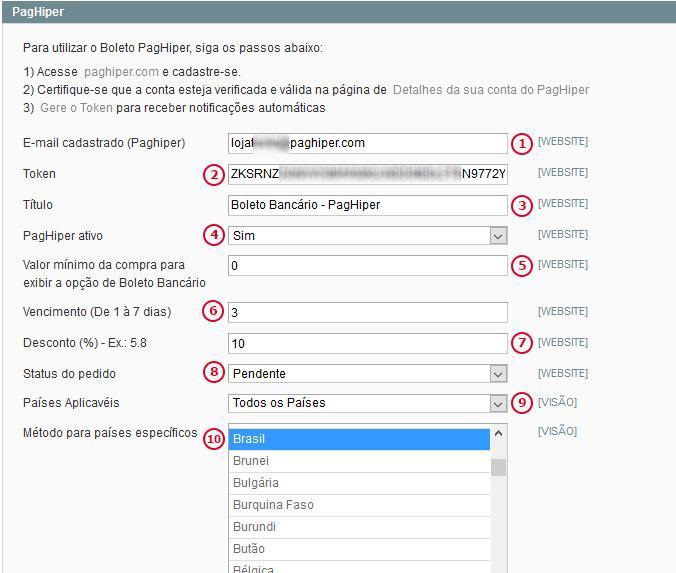 PagHiper
Para utilizar o Boleto PagHiper, siga os passos abaixo:
1) Acesse paghiper.com e cadastre-se.
2) Certifique-se que a conta esteja verificada e válida na página de Detalhes da sua conta do PagHiper
3) Gere o Token para receber notificações automáticas
E-mail cadastrado (Paghiper) lojat @paghiper.com 1 [WEBSITE]
Token 2 ZKSRNZ N9772Y [WEBSITE]
Título Boleto Bancário - PagHiper 3 [WEBSITE]
PagHiper ativo 4 Sim [WEBSITE]
Valor mínimo da compra para 0 5 [WEBSITE]
exibir a opção de Boleto Bancário
Vencimento (De 1 à 7 dias) 6 3 [WEBSITE]
Desconto (%) - Ex.: 5.8 10 7 [WEBSITE]
Status do pedido 8 Pendente [WEBSITE]
Países Aplicavéis Todos os Países 9 [VISÃO]
Método para países específicos 10 Brasil [VISÃO]
Brunei
Bulgária
Burquina Faso
Burundi
Butão
Bélgica